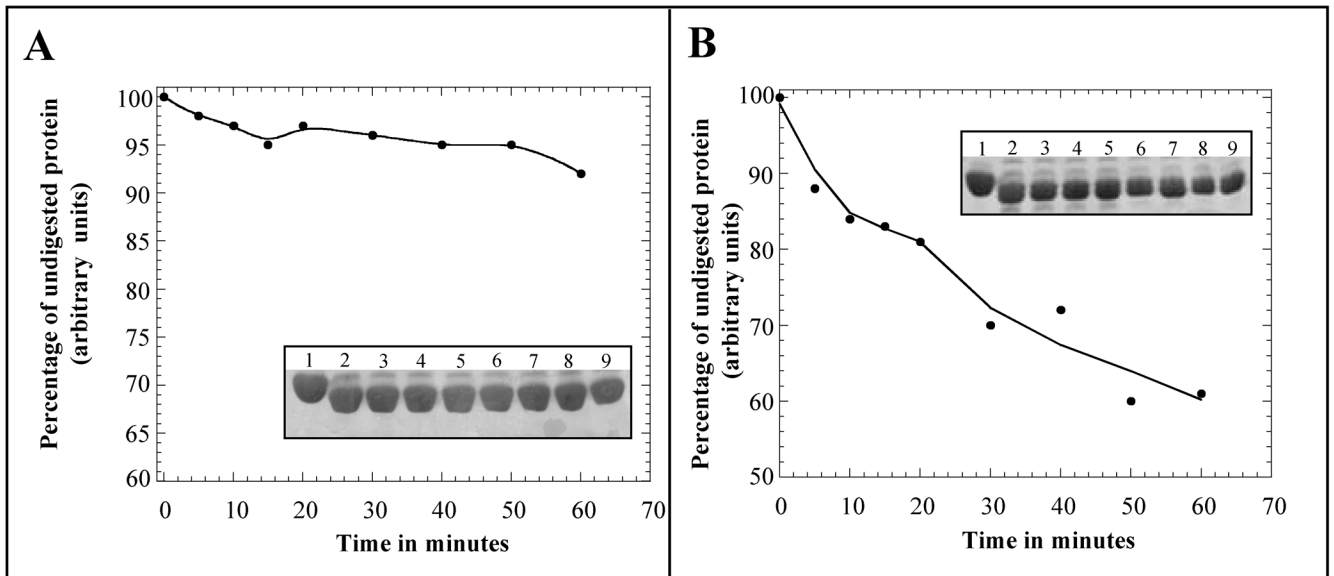 A
Percentage of undigested protein
(arbitrary units)
100
95
90
85
80
75
70
65
60
1 2 3 4 5 6 7 8 9
0 10 20 30 40 50 60 70
Time in minutes
B
Percentage of undigested protein
(arbitrary units)
100
90
80
70
60
50
1 2 3 4 5 6 7 8 9
0 10 20 30 40 50 60 70
Time in minutes